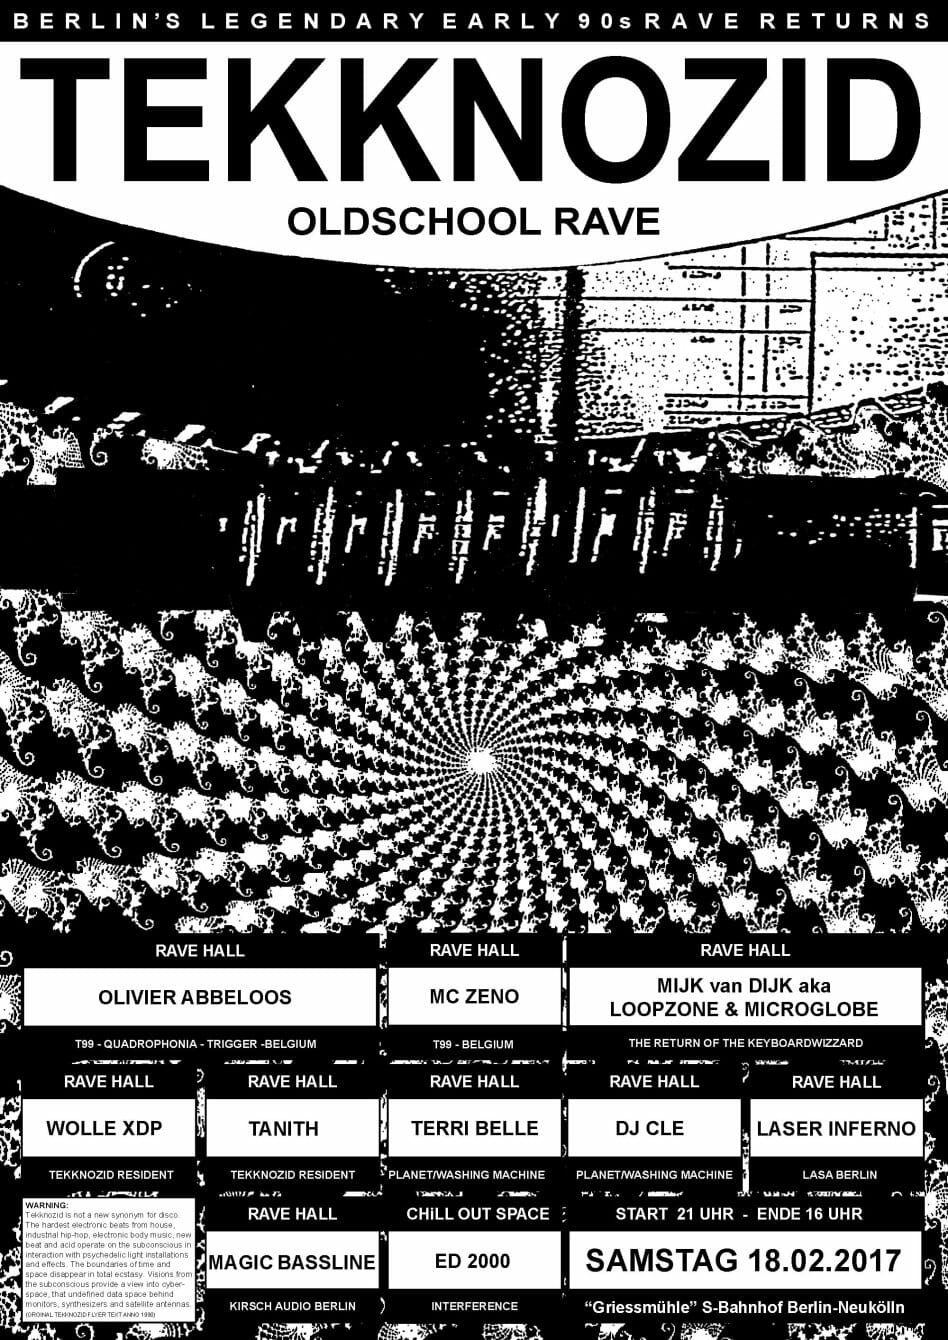 BERLIN'S LEGENDARY EARLY 90s RAVE RETURNS
TEKKNOZID
OLDSCHOOL RAVE
RAVE HALL
OLIVIER ABBELOOS
T99 - QUADROPHONIA - TRIGGER -BELGIUM
RAVE HALL
MC ZENO
T99 - BELGIUM
RAVE HALL
MIJK van DIJK aka
LOOPZONE & MICROGLOBE
THE RETURN OF THE KEYBOARDWIZZARD
RAVE HALL
WOLLE XDP
TEKKNOZID RESIDENT
RAVE HALL
TANITH
TEKKNOZID RESIDENT
RAVE HALL
TERRI BELLE
PLANET/WASHING MACHINE
RAVE HALL
DJ CLE
PLANET/WASHING MACHINE
RAVE HALL
LASER INFERNO
LASA BERLIN
WARNING:
Tekknozid is not a new synonym for disco.
The hardest electronic beats from house,
industrial hip-hop, electronic body music, new
beat and acid operate on the subconscious in
interaction with psychedelic light installations
and effects. The boundaries of time and
space disappear in total ecstasy. Visions from
the subconscious provide a view into cyber-
space, that undefined data space behind
monitors, synthesizers and satellite antennas.
RAVE HALL
MAGIC BASSLINE
KIRSCH AUDIO BERLIN
CHiLL OUT SPACE
ED 2000
INTERFERENCE
START 21 UHR - ENDE 16 UHR
SAMSTAG 18.02.2017
"Griessmühle" S-Bahnhof Berlin-Neukölln